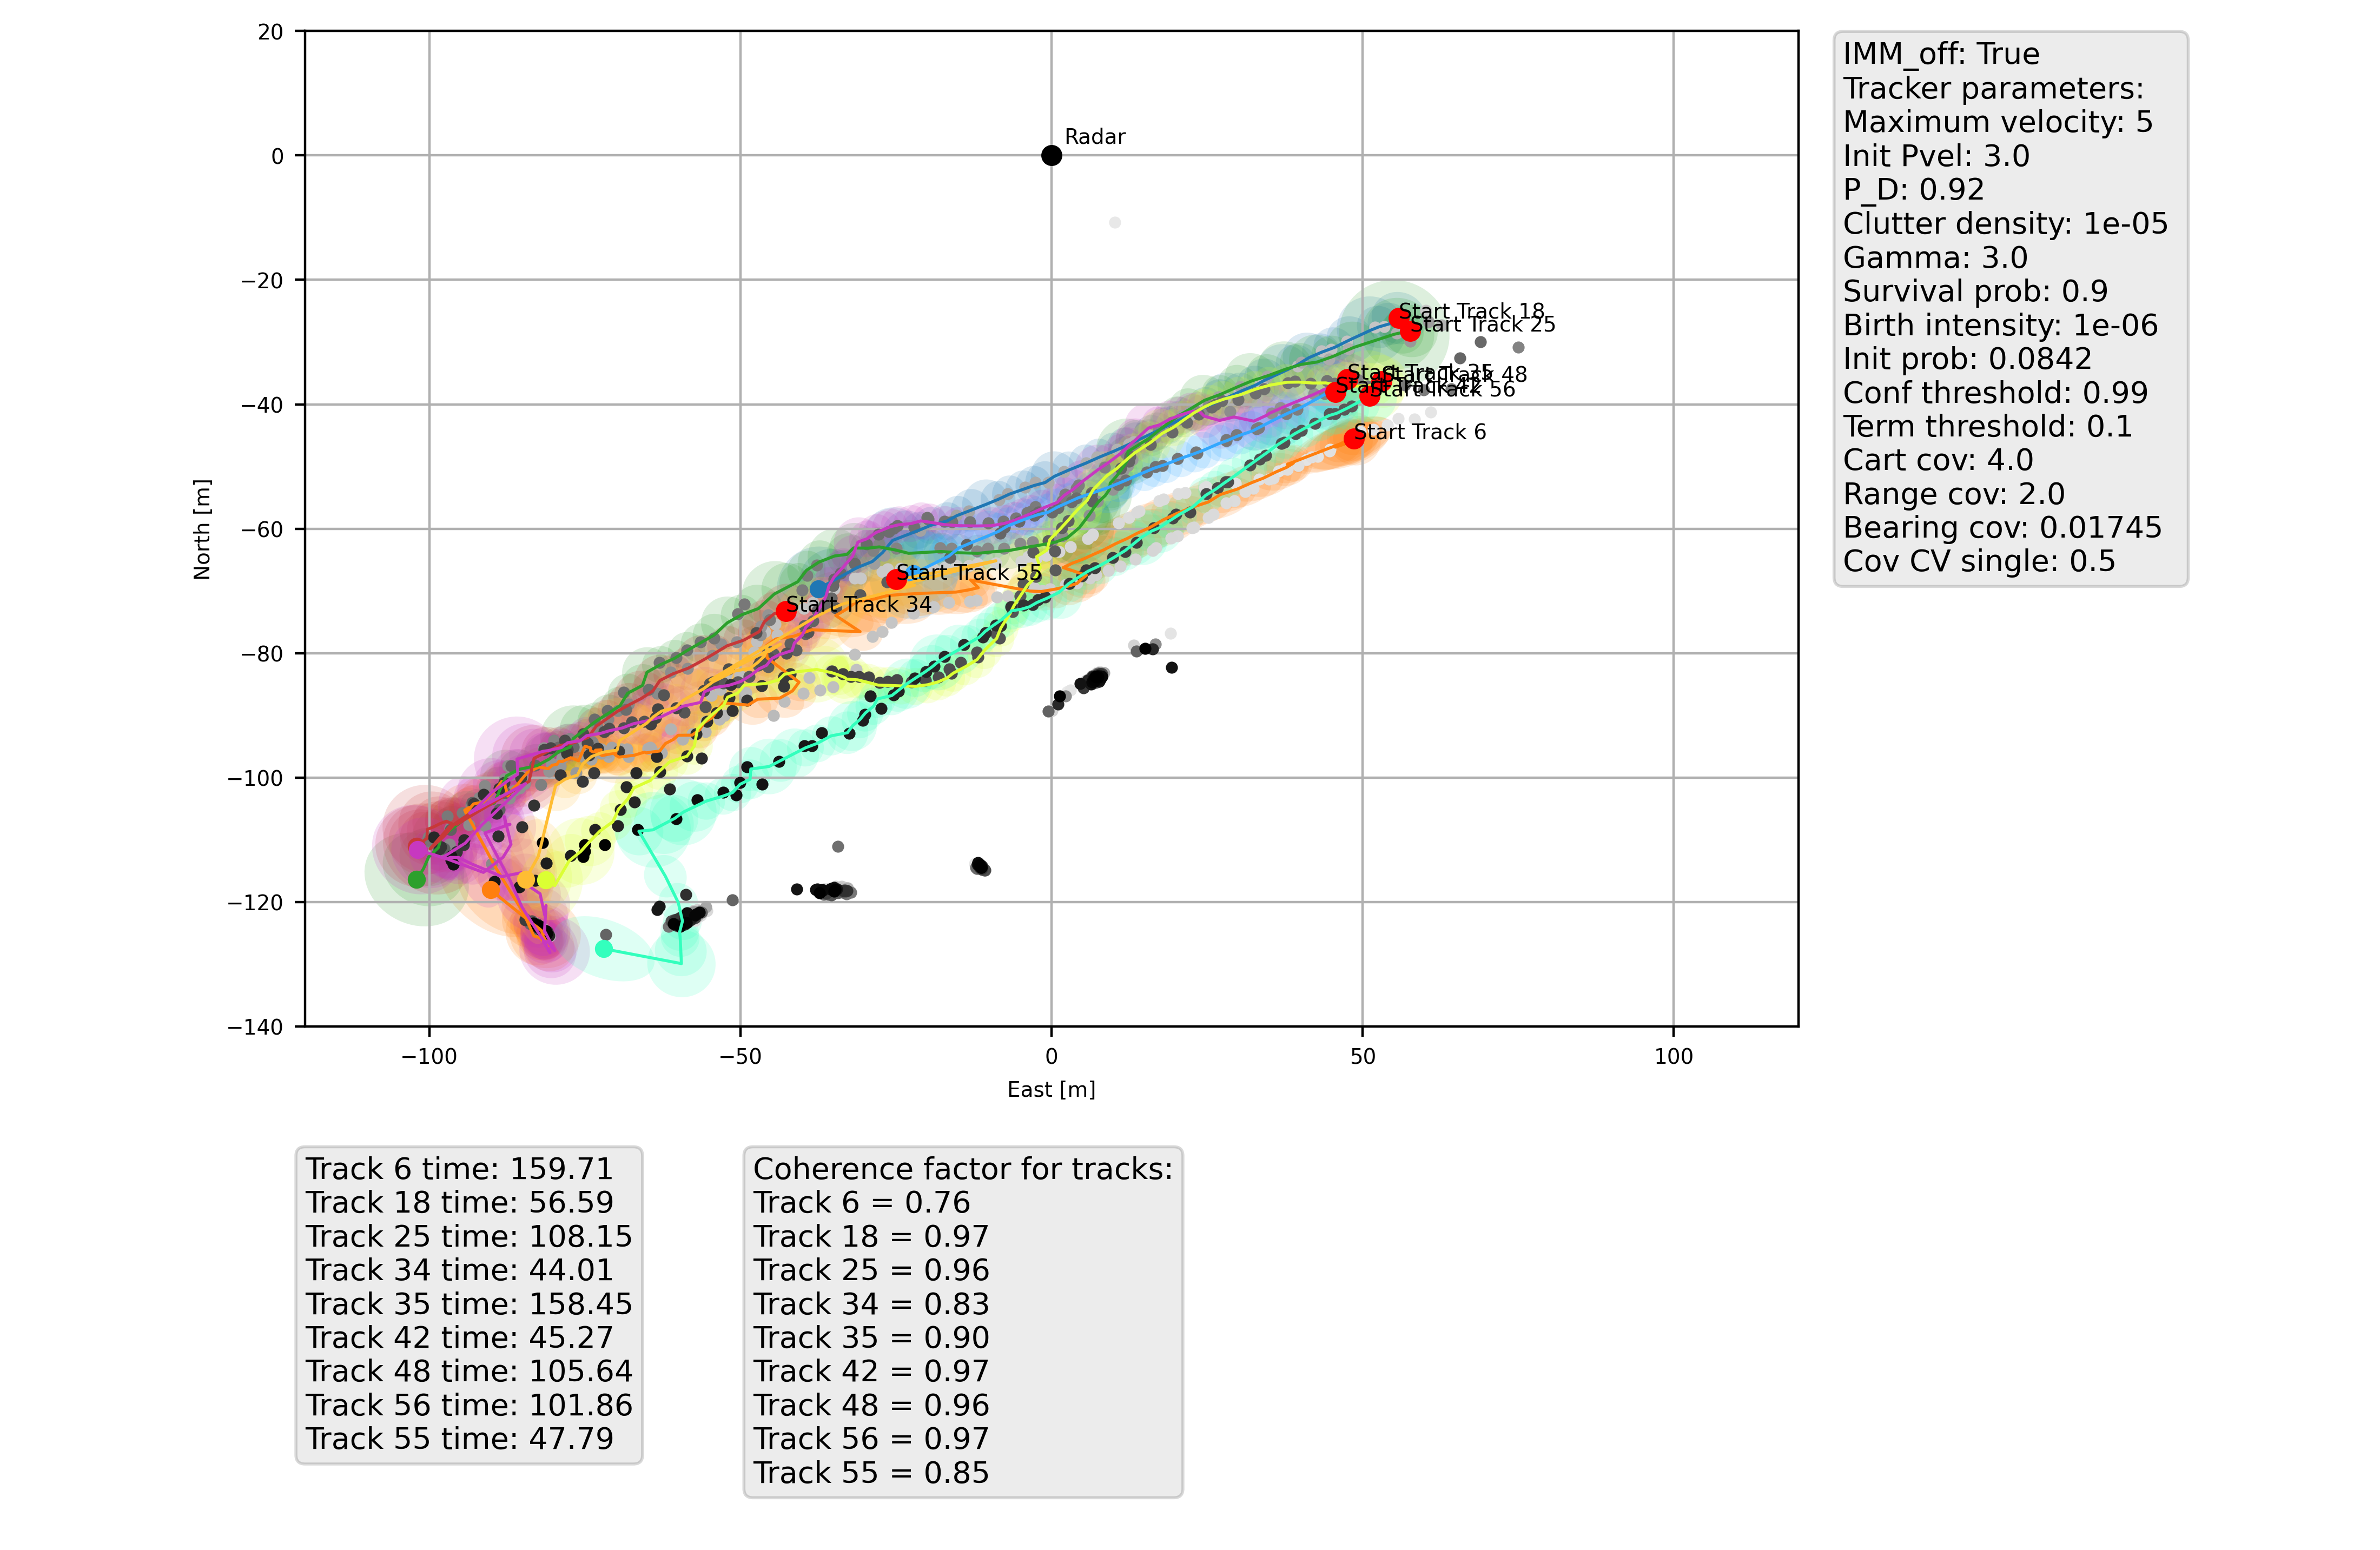 20
0
−20
−40
−60
−80
−100
−120
−140
North [m]
−100
−50
0
50
100
East [m]
Radar
Start Track 18
Start Track 25
Start Track 35
Start Track 48
Start Track 42
Start Track 56
Start Track 6
Start Track 55
Start Track 34
IMM_off: True
Tracker parameters:
Maximum velocity: 5
Init Pvel: 3.0
P_D: 0.92
Clutter density: 1e-05
Gamma: 3.0
Survival prob: 0.9
Birth intensity: 1e-06
Init prob: 0.0842
Conf threshold: 0.99
Term threshold: 0.1
Cart cov: 4.0
Range cov: 2.0
Bearing cov: 0.01745
Cov CV single: 0.5
Track 6 time: 159.71
Track 18 time: 56.59
Track 25 time: 108.15
Track 34 time: 44.01
Track 35 time: 158.45
Track 42 time: 45.27
Track 48 time: 105.64
Track 56 time: 101.86
Track 55 time: 47.79
Coherence factor for tracks:
Track 6 = 0.76
Track 18 = 0.97
Track 25 = 0.96
Track 34 = 0.83
Track 35 = 0.90
Track 42 = 0.97
Track 48 = 0.96
Track 56 = 0.97
Track 55 = 0.85